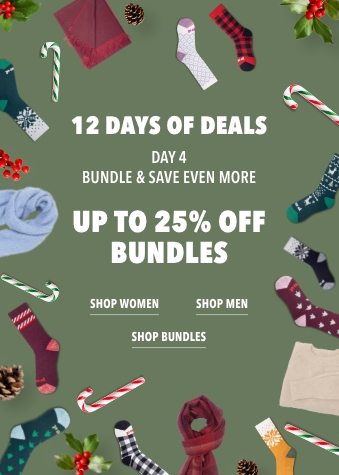 12 DAYS OF DEALS
DAY 4
BUNDLE & SAVE EVEN MORE
UP TO 25% OFF
BUNDLES
SHOP WOMEN
SHOP MEN
SHOP BUNDLES